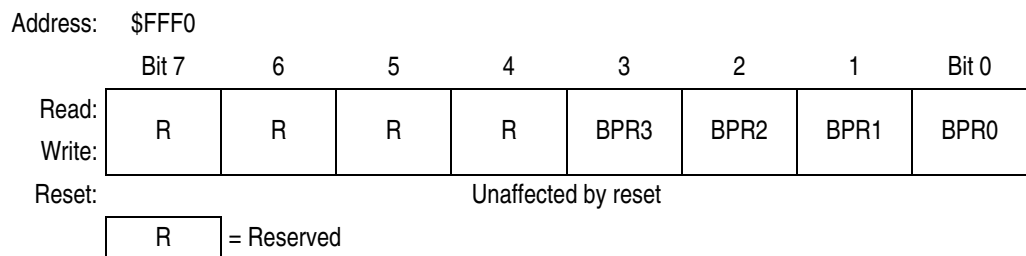 Address: $FFF0
Bit 7 6 5 4 3 2 1 Bit 0
Read:
R R R R BPR3 BPR2 BPR1 BPR0
Write:
Reset: Unaffected by reset
R = Reserved